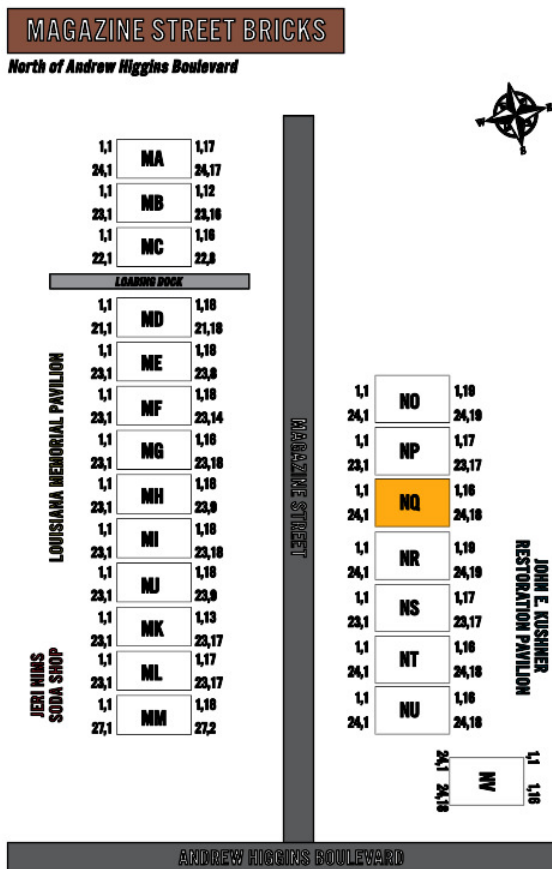 MAGAZINE STREET BRICKS
North of Andrew Higgins Boulevard
N
W
E
S
1,1 MA 1,17
24,1 24,17
1,1 MB 1,12
23,1 23,16
1,1 MC 1,16
22,1 22,8
LOADING DOCK
1,1 MD 1,18
21,1 21,18
1,1 ME 1,18
23,1 23,8
1,1 MF 1,18
23,1 23,14
1,1 MG 1,16
23,1 23,18
1,1 MH 1,18
23,1 23,9
1,1 MI 1,18
23,1 23,18
1,1 MJ 1,18
23,1 23,9
1,1 MK 1,13
23,1 23,17
1,1 ML 1,17
23,1 23,17
1,1 MM 1,18
27,1 27,2
LOUISIANA MEMORIAL PAVILION
JERI NIMS
SODA SHOP
MAGAZINE STREET
1,1 NO 1,19
24,1 24,19
1,1 NP 1,17
23,1 23,17
1,1 NQ 1,16
24,1 24,18
1,1 NR 1,19
24,1 24,19
1,1 NS 1,17
23,1 23,17
1,1 NT 1,16
24,1 24,18
1,1 NU 1,16
24,1 24,18
JOHN E. KUSHNER
RESTORATION PAVILION
1,1 NV 1,16
24,1 24,18
ANDREW HIGGINS BOULEVARD